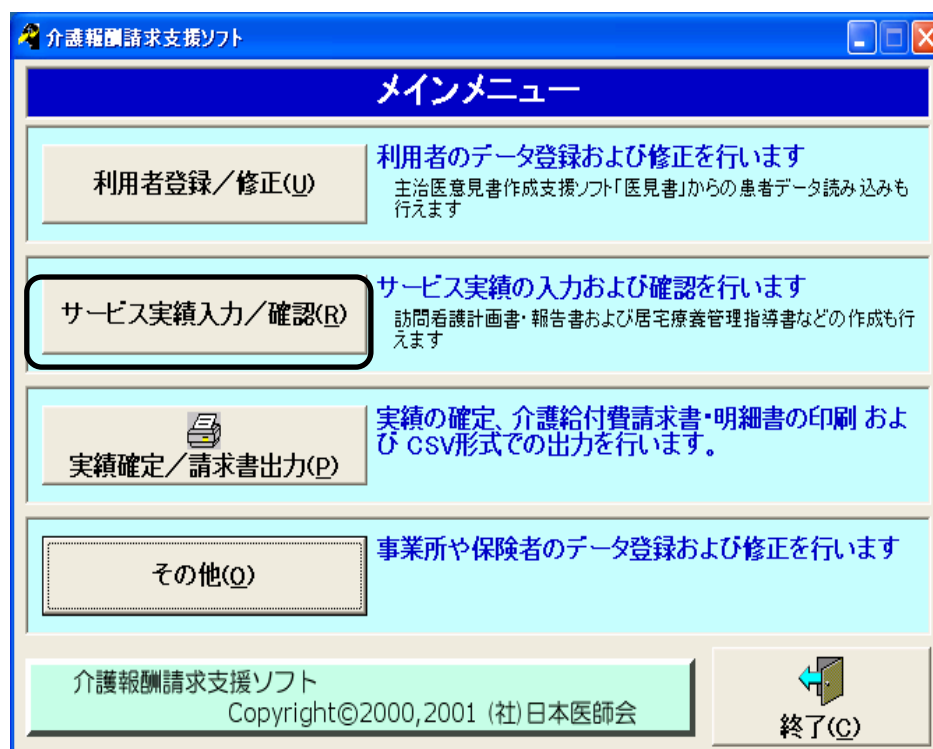 介護報酬請求支援ソフト
メインメニュー
利用者登録／修正(U)
利用者のデータ登録および修正を行います
主治医意見書作成支援ソフト「医見書」からの患者データ読み込みも
行えます
サービス実績入力／確認(R)
サービス実績の入力および確認を行います
訪問看護計画書・報告書および居宅療養管理指導書などの作成も行
えます
実績確定／請求書出力(P)
実績の確定、介護給付費請求書・明細書の印刷 およ
び CSV形式での出力を行います。
その他(O)
事業所や保険者のデータ登録および修正を行います
介護報酬請求支援ソフト
Copyright©2000,2001 (社)日本医師会
終了(C)